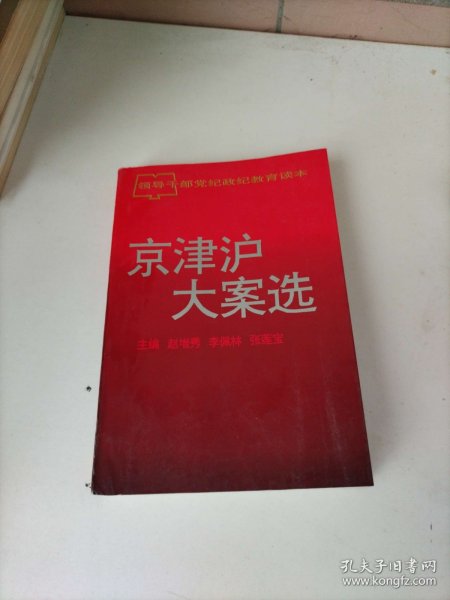 领导干部党纪政纪教育读本
京津沪
大案选
主编 赵增秀 李佩林 张莲宝
孔夫子旧书网
www.kongfz.com